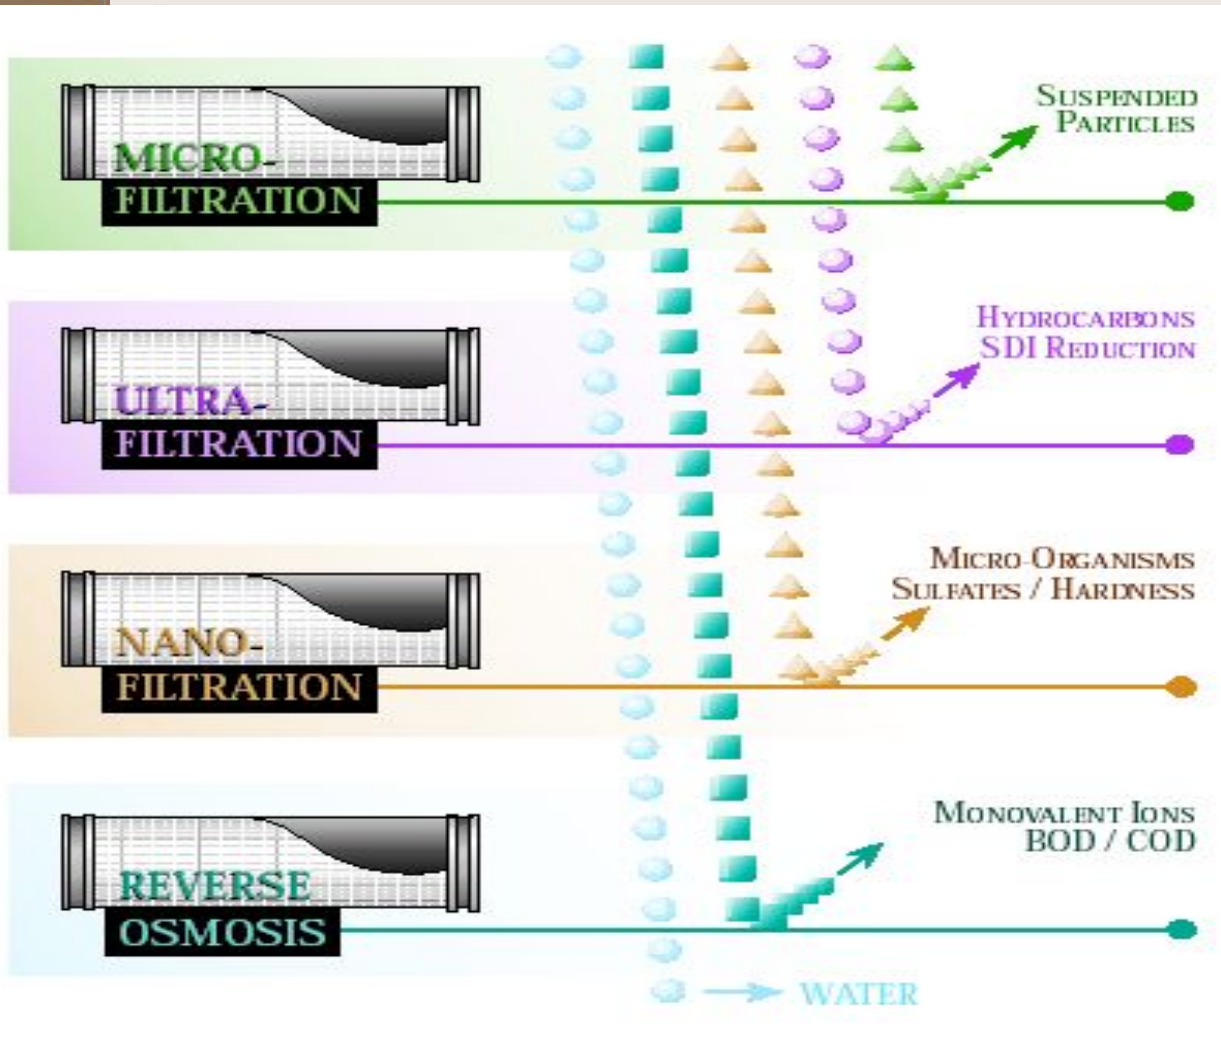 MICRO-
FILTRATION
SUSPENDED
PARTICLES
ULTRA-
FILTRATION
HYDROCARBONS
SDI REDUCTION
NANO-
FILTRATION
MICRO-ORGANISMS
SULFATES / HARDNESS
REVERSE
OSMOSIS
MONOVALENT IONS
BOD / COD
WATER